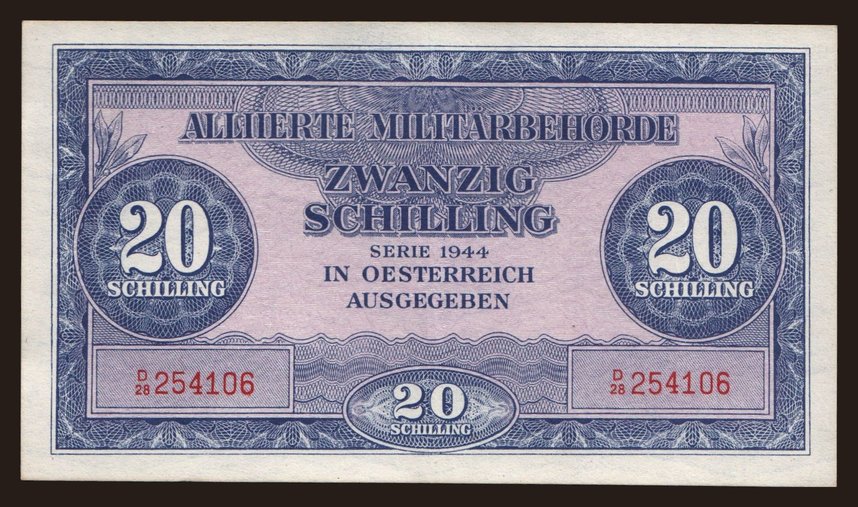 ALLIIERTE MILITÄRBEHÖRDE
ZWANZIG
SCHILLING
SERIE 1944
IN OESTERREICH
AUSGEGEBEN
20
SCHILLING
20
SCHILLING
D/28 254106
D/28 254106
20
SCHILLING